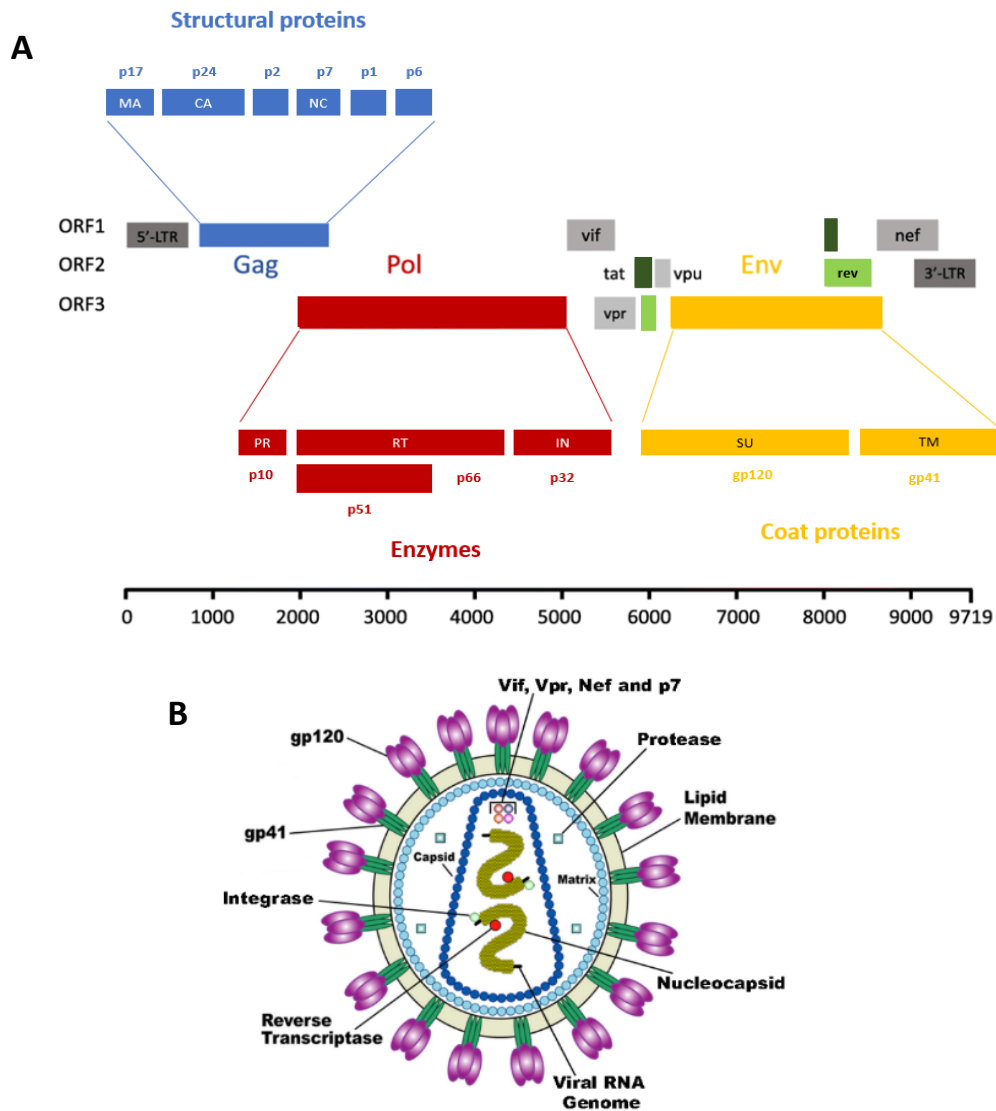 Structural proteins
A
p17 p24 p2 p7 p1 p6
MA CA NC
ORF1 5′-LTR vif nef
ORF2 Gag Pol tat vpu Env rev 3′-LTR
ORF3 vpr
PR RT IN SU TM
p10 p66 p32 gp120 gp41
p51
Enzymes Coat proteins
0 1000 2000 3000 4000 5000 6000 7000 8000 9000 9719
B
Vif, Vpr, Nef and p7
gp120
Protease
Lipid
Membrane
gp41
Capsid
Matrix
Integrase
Nucleocapsid
Reverse
Transcriptase
Viral RNA
Genome